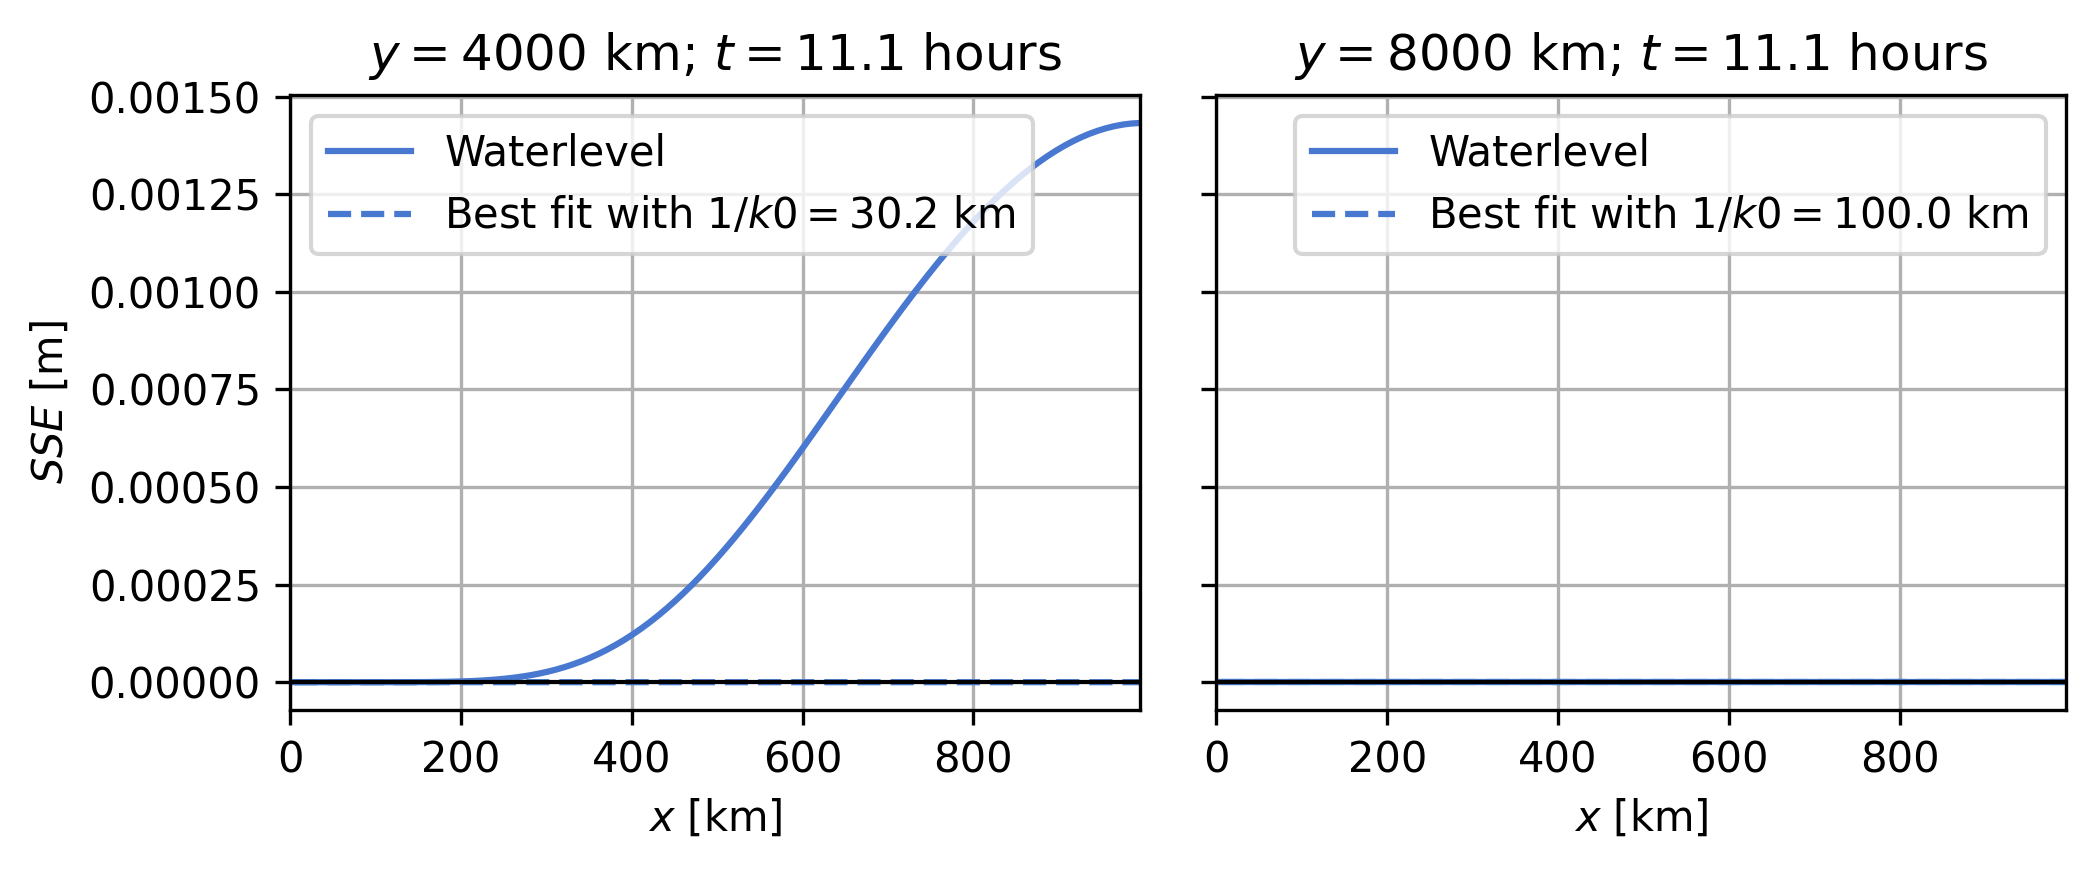 y = 4000 km; t = 11.1 hours
y = 8000 km; t = 11.1 hours
0.00150
0.00125
0.00100
0.00075
0.00050
0.00025
0.00000
SSE [m]
Waterlevel
Best fit with 1/k0 = 30.2 km
Waterlevel
Best fit with 1/k0 = 100.0 km
0 200 400 600 800
0 200 400 600 800
x [km]
x [km]